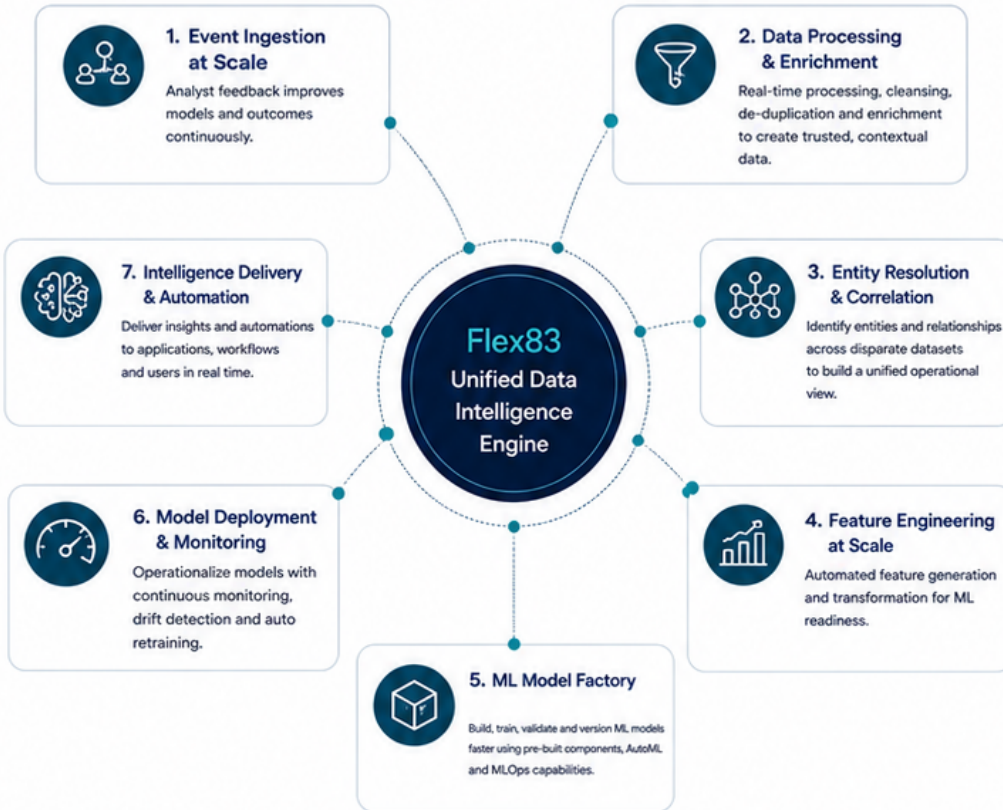 1. Event Ingestion
at Scale
Analyst feedback improves
models and outcomes
continuously.
2. Data Processing
& Enrichment
Real-time processing, cleansing,
de-duplication and enrichment
to create trusted, contextual
data.
7. Intelligence Delivery
& Automation
Deliver insights and automations
to applications, workflows
and users in real time.
Flex83
Unified Data
Intelligence
Engine
3. Entity Resolution
& Correlation
Identify entities and relationships
across disparate datasets
to build a unified operational
view.
6. Model Deployment
& Monitoring
Operationalize models with
continuous monitoring,
drift detection and auto
retraining.
4. Feature Engineering
at Scale
Automated feature generation
and transformation for ML
readiness.
5. ML Model Factory
Build, train, validate and version ML models
faster using pre-built components, AutoML
and MLOps capabilities.